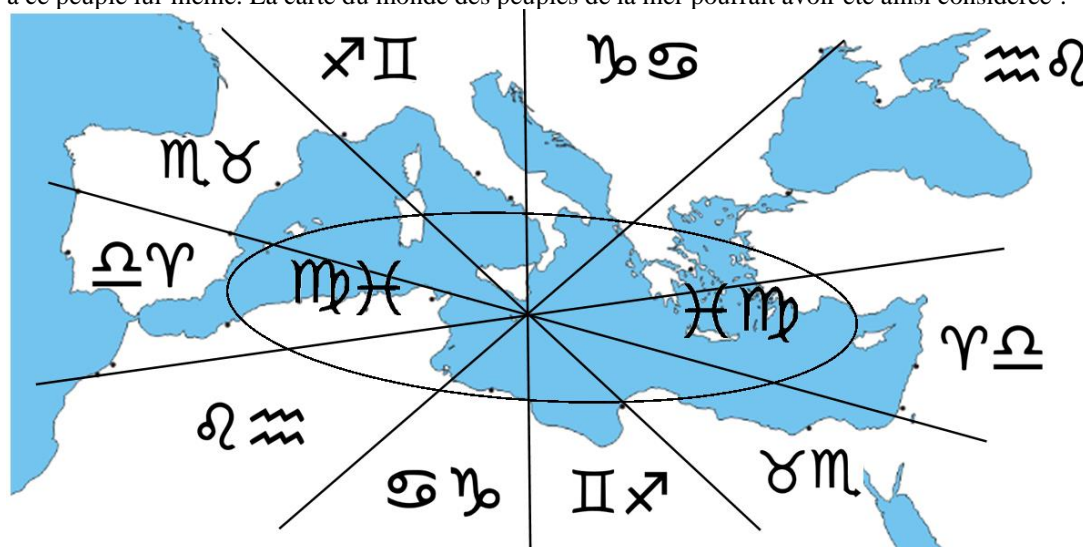 à ce peuple lui-même. La carte du monde des peuples de la mer pourrait avoir été ainsi considérée :
♐♊ ♑♋ ♒♌
♏♉
♎♈ ♍♓ ♓♍
♈♎
♌♒
♋♑ ♊♐ ♉♏